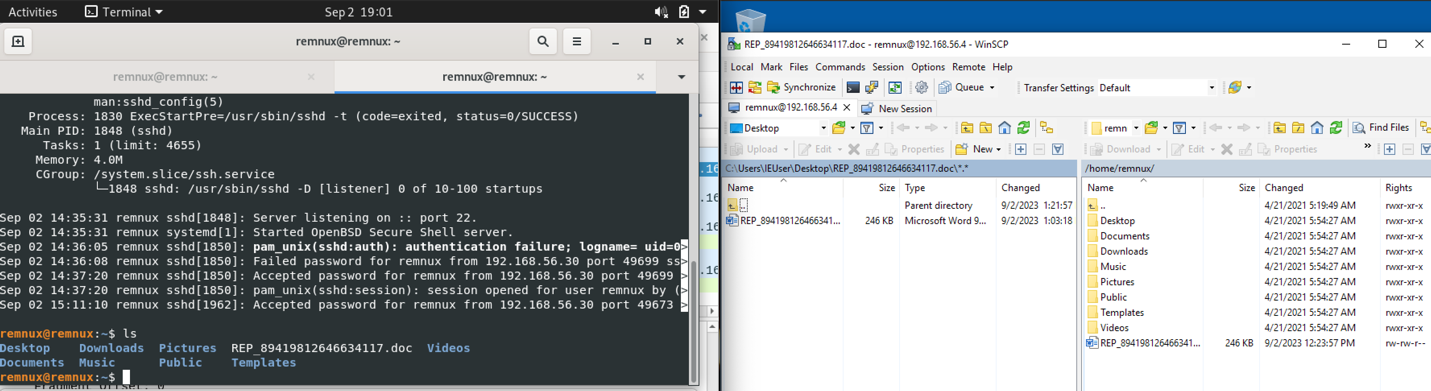 Activities Terminal Sep 2 19:01
remnux@remnux: ~
remnux@remnux: ~ × remnux@remnux: ~ ×
man:sshd_config(5)
Process: 1830 ExecStartPre=/usr/sbin/sshd -t (code=exited, status=0/SUCCESS)
Main PID: 1848 (sshd)
Tasks: 1 (limit: 4655)
Memory: 4.0M
CGroup: /system.slice/ssh.service
└─1848 sshd: /usr/sbin/sshd -D [listener] 0 of 10-100 startups
Sep 02 14:35:31 remnux sshd[1848]: Server listening on :: port 22.
Sep 02 14:35:31 remnux systemd[1]: Started OpenBSD Secure Shell server.
Sep 02 14:36:05 remnux sshd[1850]: pam_unix(sshd:auth): authentication failure; logname= uid=0>
Sep 02 14:36:08 remnux sshd[1850]: Failed password for remnux from 192.168.56.30 port 49699 ss>
Sep 02 14:37:20 remnux sshd[1850]: Accepted password for remnux from 192.168.56.30 port 49699 >
Sep 02 14:37:20 remnux sshd[1850]: pam_unix(sshd:session): session opened for user remnux by (>
Sep 02 15:11:10 remnux sshd[1962]: Accepted password for remnux from 192.168.56.30 port 49673 >
remnux@remnux:~$ ls
Desktop Downloads Pictures REP_89419812646634117.doc Videos
Documents Music Public Templates
remnux@remnux:~$
REP_89419812646634117.doc - remnux@192.168.56.4 - WinSCP
Local Mark Files Commands Session Options Remote Help
Synchronize Queue Transfer Settings Default
remnux@192.168.56.4 × New Session
Desktop
Upload Edit Properties New
C:\Users\IEUser\Desktop\REP_89419812646634117.doc\*.*
Name Size Type Changed
.. Parent directory 9/2/2023 1:21:57
REP_894198126466341... 246 KB Microsoft Word 9... 9/2/2023 1:03:18
remn Find Files
Download Edit Properties »
/home/remnux/
Name Size Changed Rights
.. 4/21/2021 5:19:49 AM rwxr-xr-x
Desktop 4/21/2021 5:54:27 AM rwxr-xr-x
Documents 4/21/2021 5:54:27 AM rwxr-xr-x
Downloads 4/21/2021 5:54:27 AM rwxr-xr-x
Music 4/21/2021 5:54:27 AM rwxr-xr-x
Pictures 4/21/2021 5:54:27 AM rwxr-xr-x
Public 4/21/2021 5:54:27 AM rwxr-xr-x
Templates 4/21/2021 5:54:27 AM rwxr-xr-x
Videos 4/21/2021 5:54:27 AM rwxr-xr-x
REP_894198126466341... 246 KB 9/2/2023 12:23:57 PM rw-rw-r--